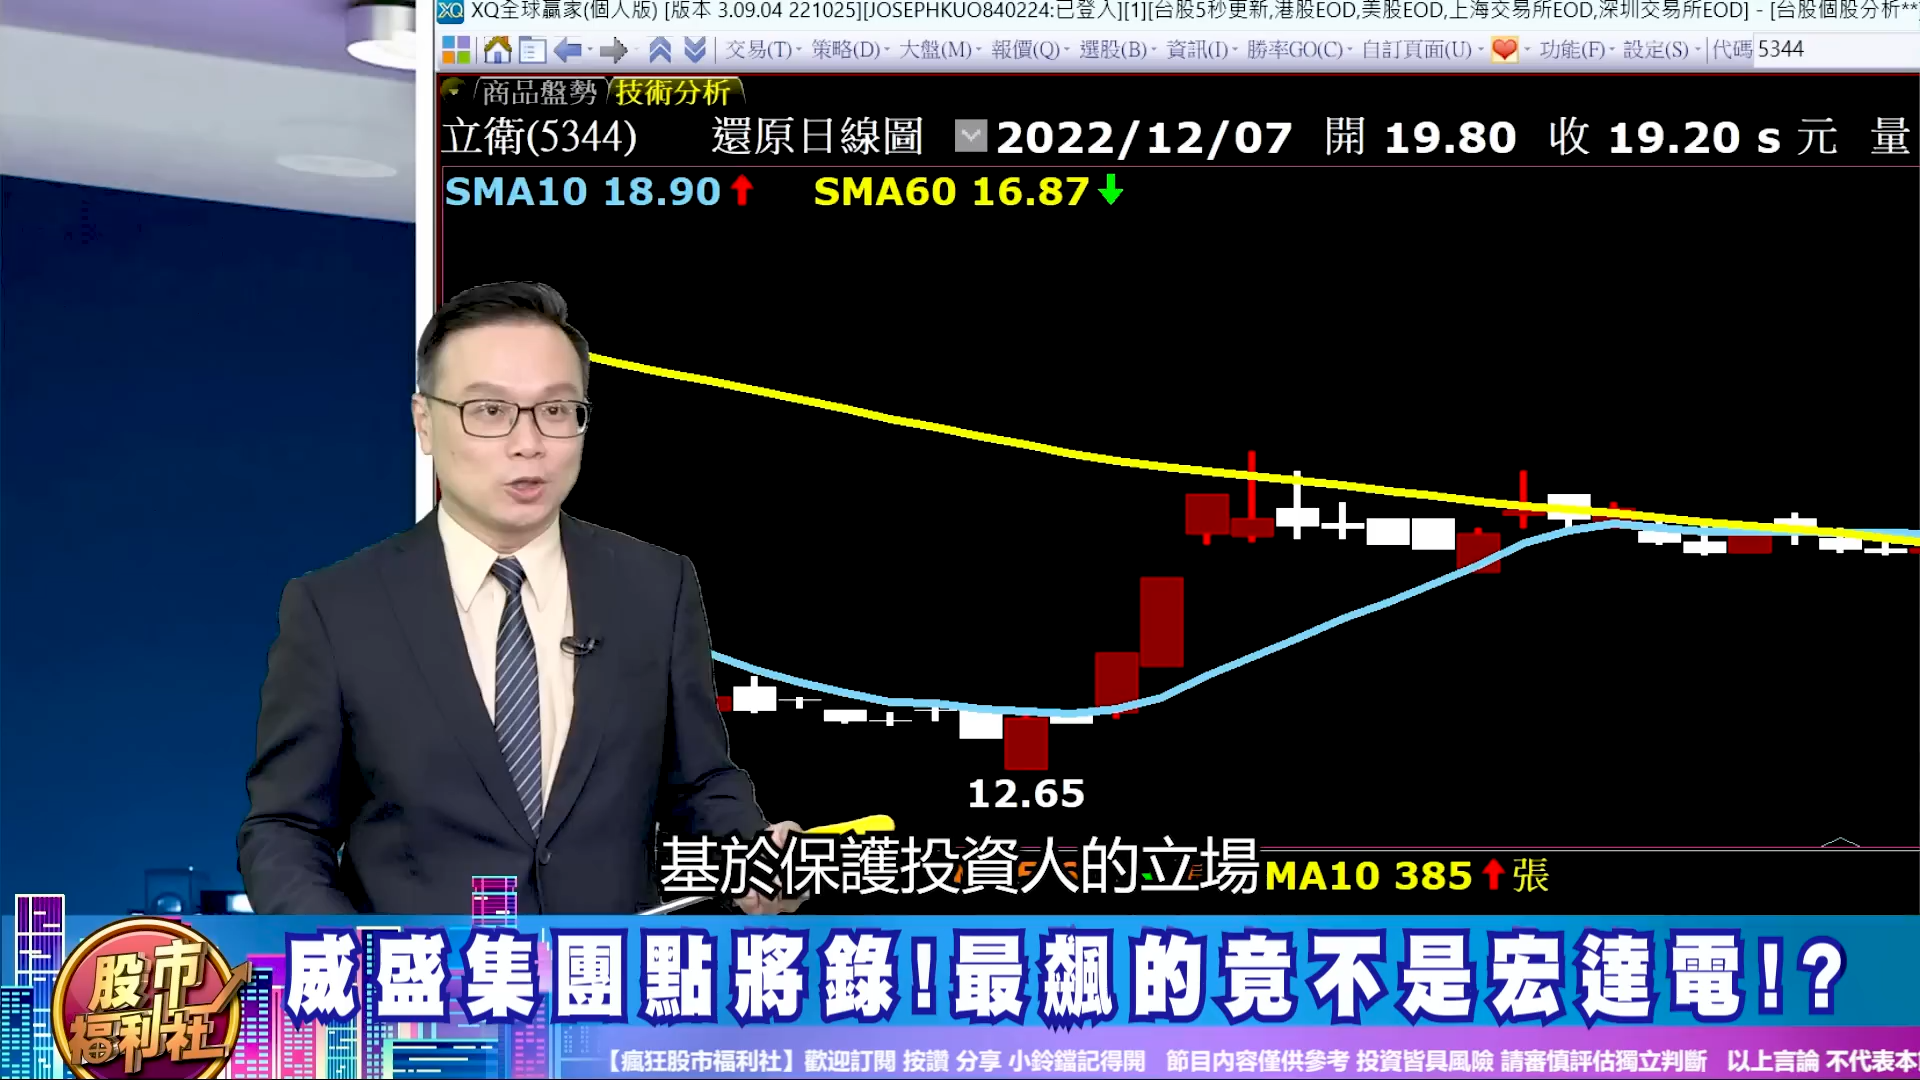 XQ全球贏家(個人版) [版本 3.09.04 221025][JOSEPHKUO840224:已登入][1][台股5秒更新,港股EOD,美股EOD,上海交易所EOD,深圳交易所EOD] - [台股個股分析**
交易(T) 策略(D) 大盤(M) 報價(Q) 選股(B) 資訊(I) 勝率GO(C) 自訂頁面(U) 功能(F) 設定(S) 代碼 5344
商品盤勢 技術分析
立衛(5344) 還原日線圖 2022/12/07 開 19.80 收 19.20 s 元 量
SMA10 18.90 SMA60 16.87
12.65
基於保護投資人的立場
MA10 385 張
股市福利社
威盛集團點將錄!最飆的竟不是宏達電!?
【瘋狂股市福利社】歡迎訂閱 按讚 分享 小鈴鐺記得開 節目內容僅供參考 投資皆具風險 請審慎評估獨立判斷 以上言論 不代表本